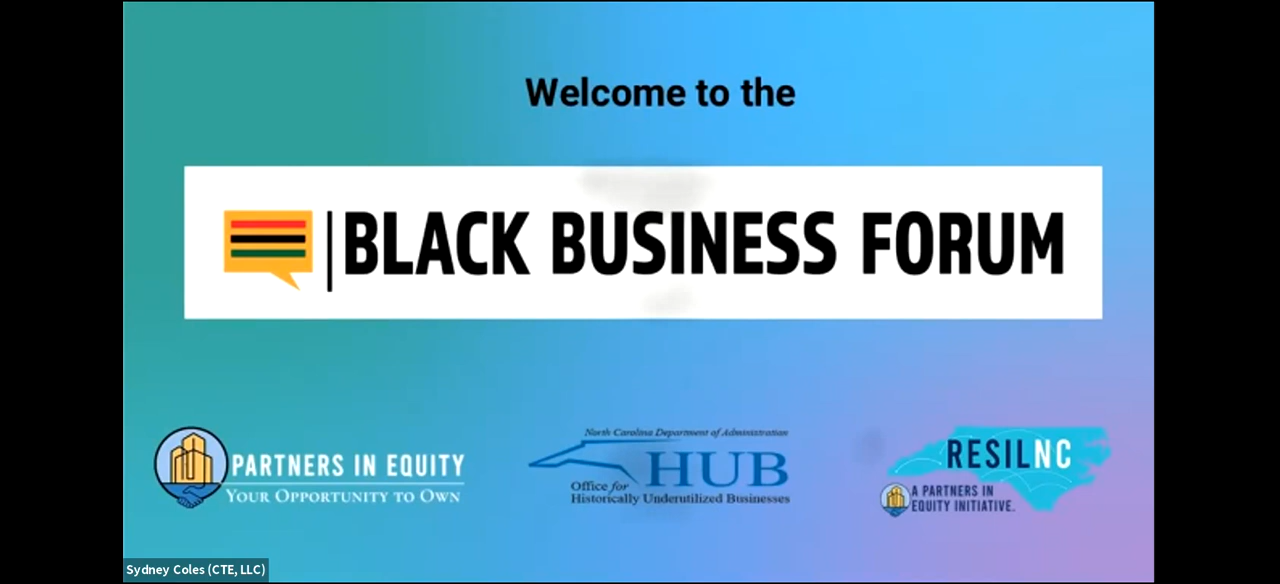 Welcome to the
BLACK BUSINESS FORUM
PARTNERS IN EQUITY
YOUR OPPORTUNITY TO OWN
North Carolina Department of Administration
HUB
Office for
Historically Underutilized Businesses
RESILNC
A PARTNERS IN
EQUITY INITIATIVE.
Sydney Coles (CTE, LLC)